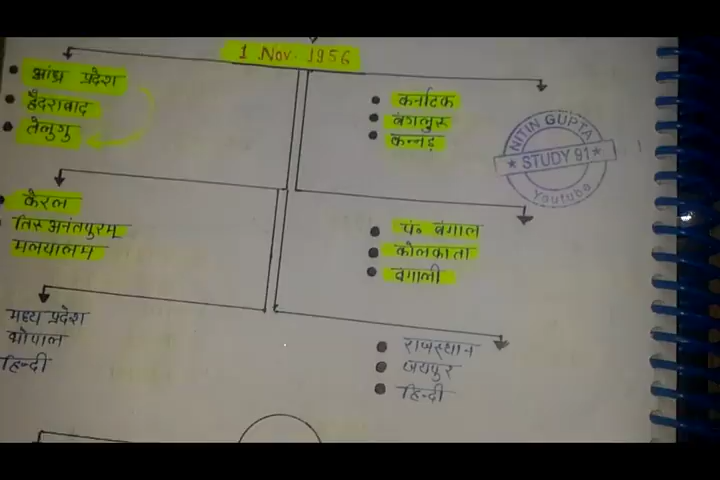 1 Nov. 1956
आंध्र प्रदेश
हैदराबाद
तेलुगु
कर्नाटक
बंगलुरू
कन्नड़
NITIN GUPTA
STUDY 91
Youtube
केरल
तिरुअनंतपुरम
मलयालम
पं० बंगाल
कोलकाता
बंगाली
मध्य प्रदेश
भोपाल
हिन्दी
राजस्थान
जयपुर
हिन्दी